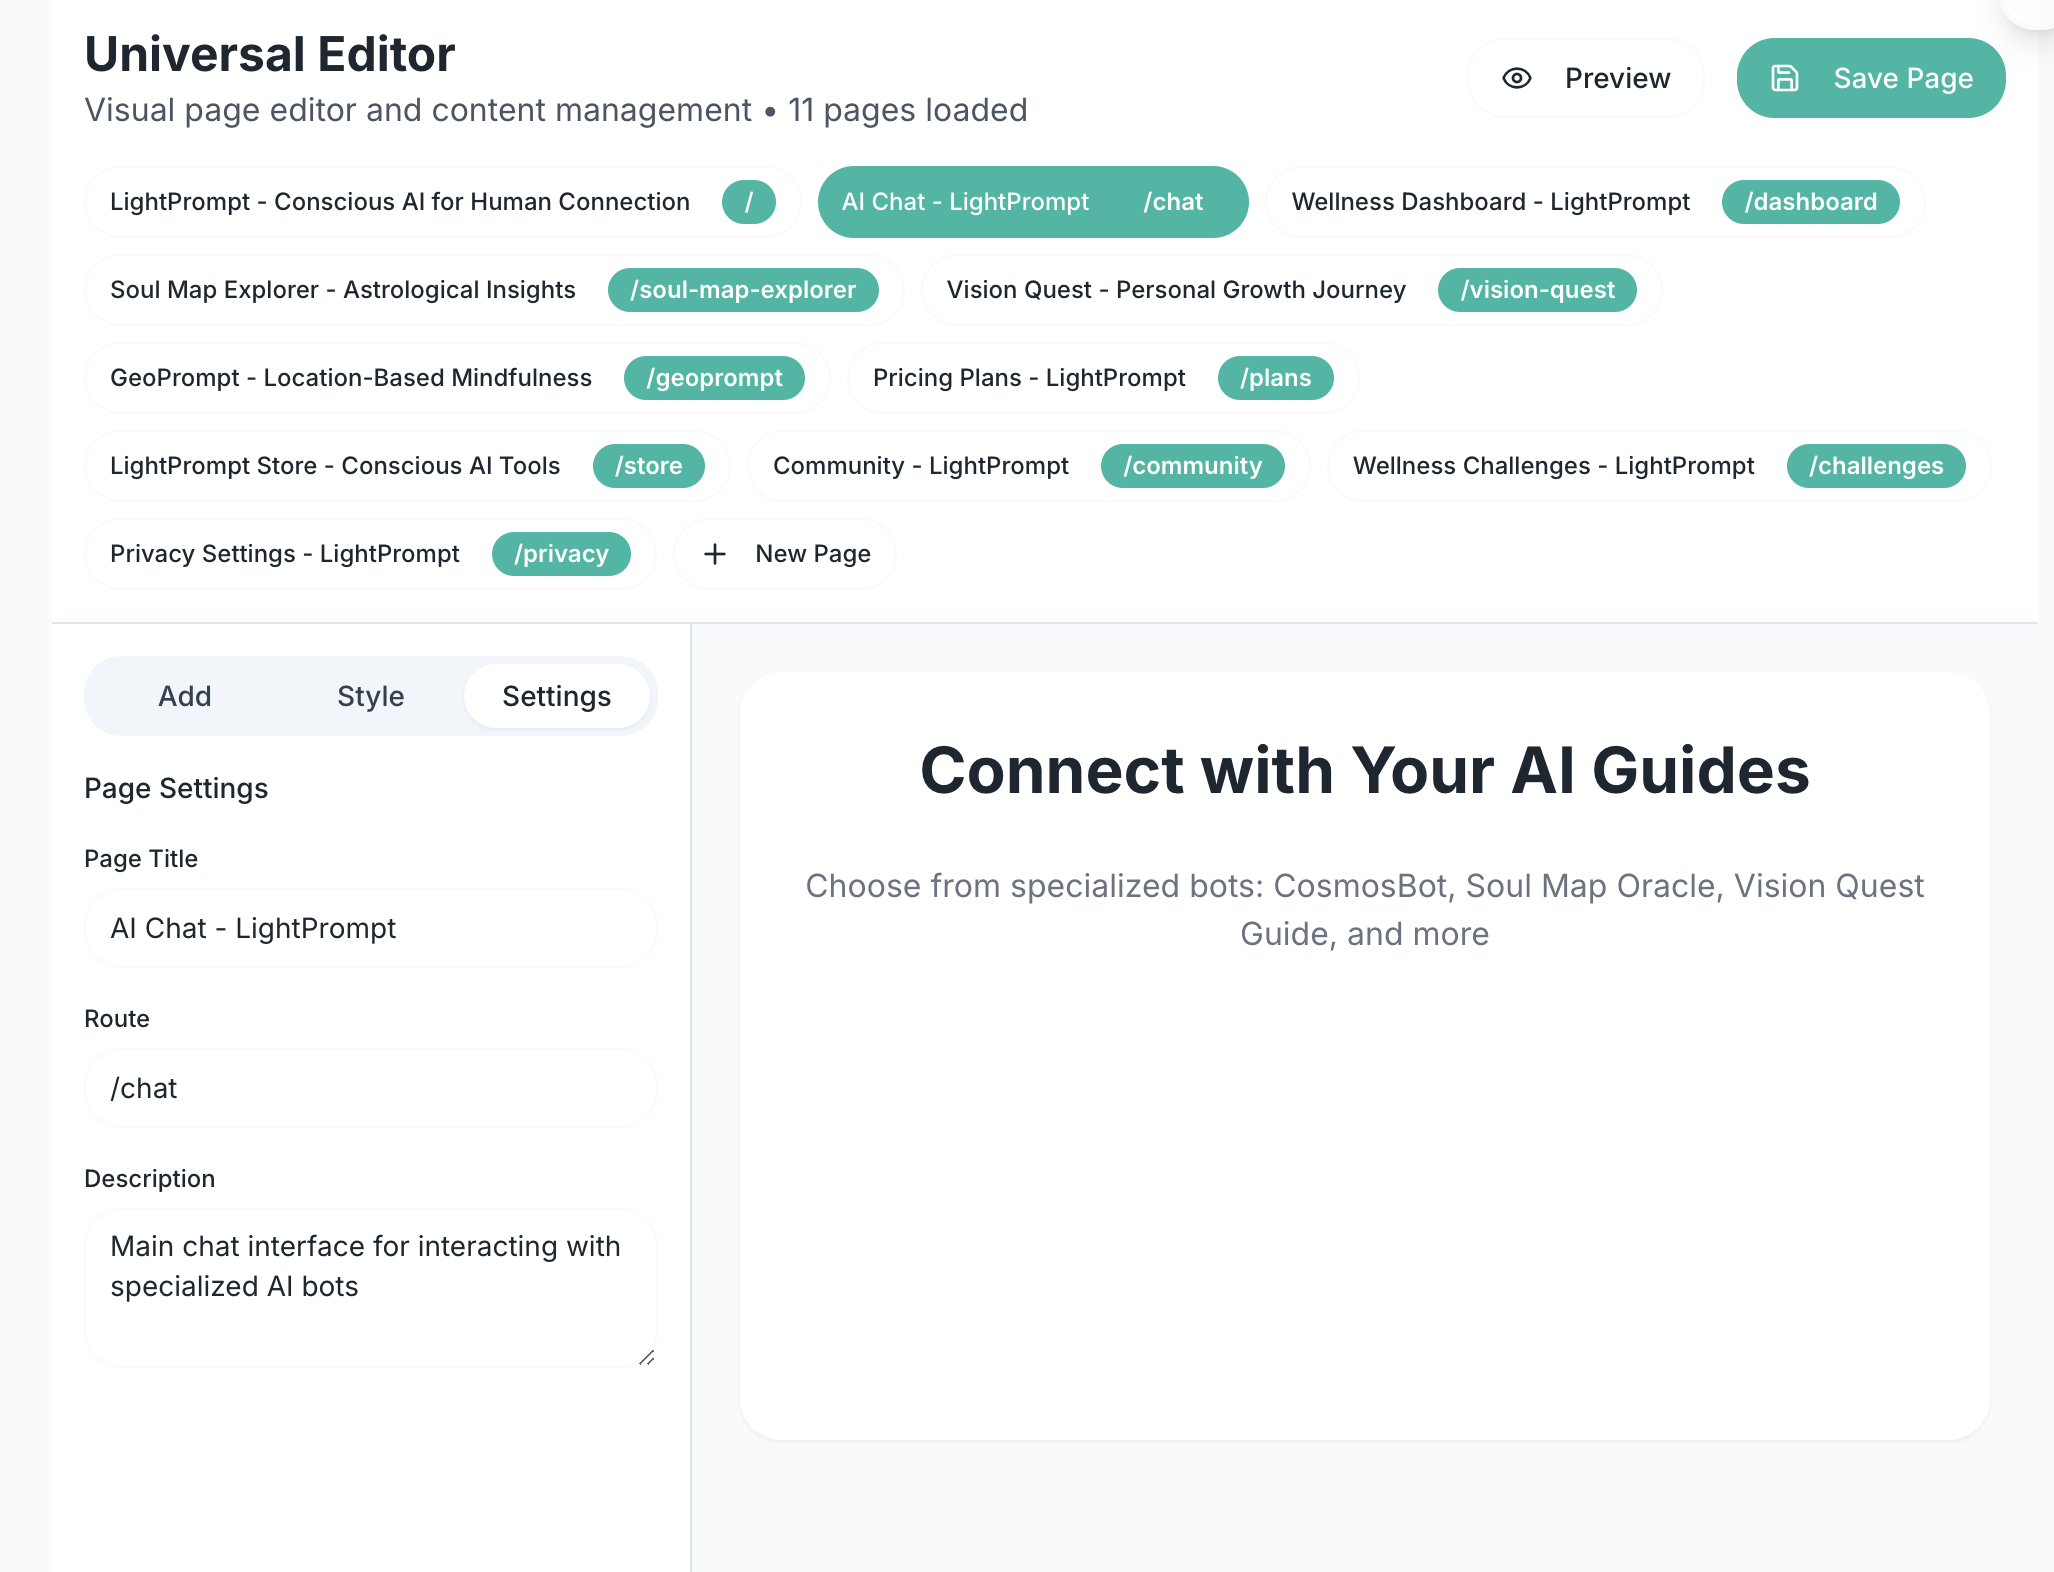 Universal Editor
Visual page editor and content management • 11 pages loaded
Preview
Save Page
LightPrompt - Conscious AI for Human Connection /
AI Chat - LightPrompt /chat
Wellness Dashboard - LightPrompt /dashboard
Soul Map Explorer - Astrological Insights /soul-map-explorer
Vision Quest - Personal Growth Journey /vision-quest
GeoPrompt - Location-Based Mindfulness /geoprompt
Pricing Plans - LightPrompt /plans
LightPrompt Store - Conscious AI Tools /store
Community - LightPrompt /community
Wellness Challenges - LightPrompt /challenges
Privacy Settings - LightPrompt /privacy
New Page
Add
Style
Settings
Page Settings
Page Title
AI Chat - LightPrompt
Route
/chat
Description
Main chat interface for interacting with
specialized AI bots
Connect with Your AI Guides
Choose from specialized bots: CosmosBot, Soul Map Oracle, Vision Quest
Guide, and more